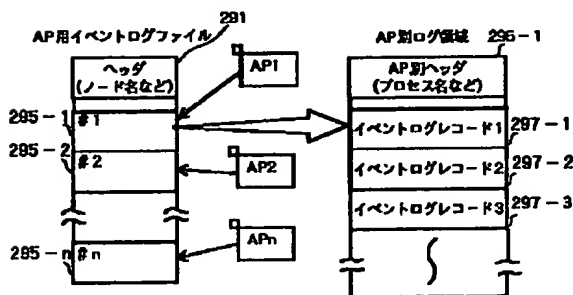 291
AP用イベントログファイル
ヘッダ
(ノード名など)
295-1
#1
295-2
#2
295-n
#n
AP1
AP2
APn
AP別ログ領域
295-1
AP別ヘッダ
(プロセス名など)
イベントログレコード1
297-1
イベントログレコード2
297-2
イベントログレコード3
297-3